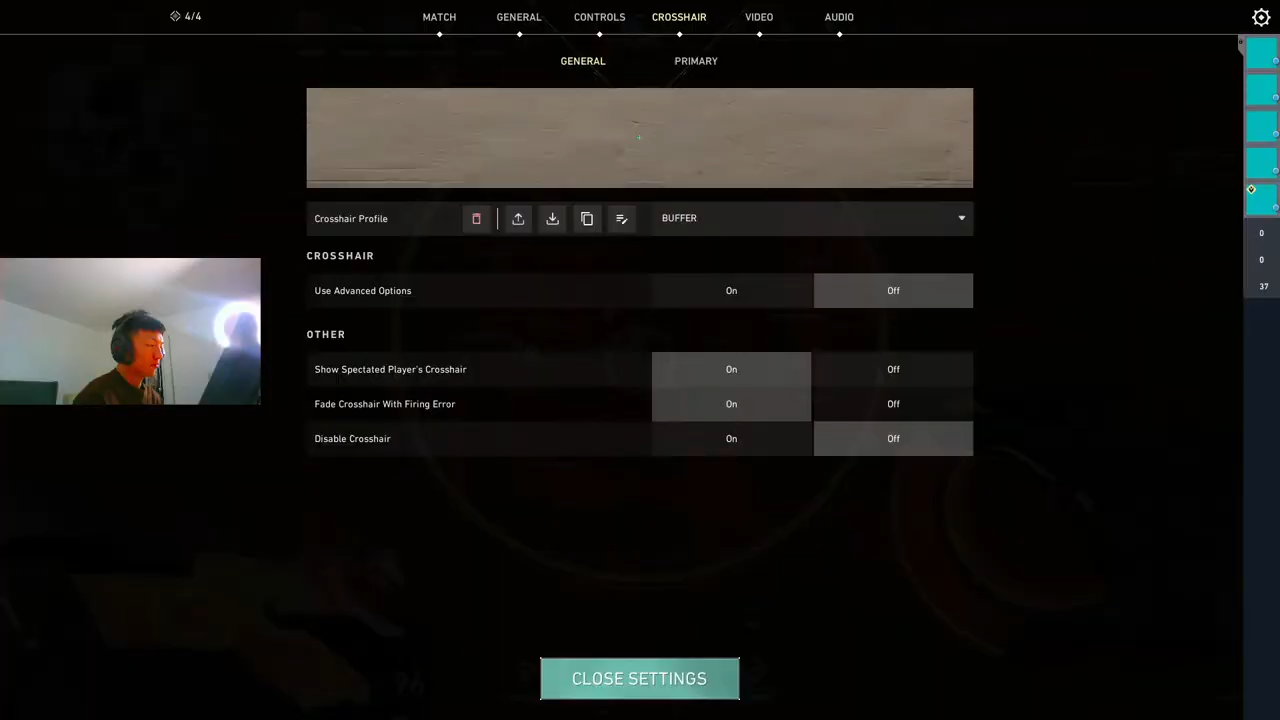 4/4
MATCH GENERAL CONTROLS CROSSHAIR VIDEO AUDIO
GENERAL PRIMARY
Crosshair Profile BUFFER
CROSSHAIR
Use Advanced Options On Off
OTHER
Show Spectated Player's Crosshair On Off
Fade Crosshair With Firing Error On Off
Disable Crosshair On Off
CLOSE SETTINGS
0
0
37